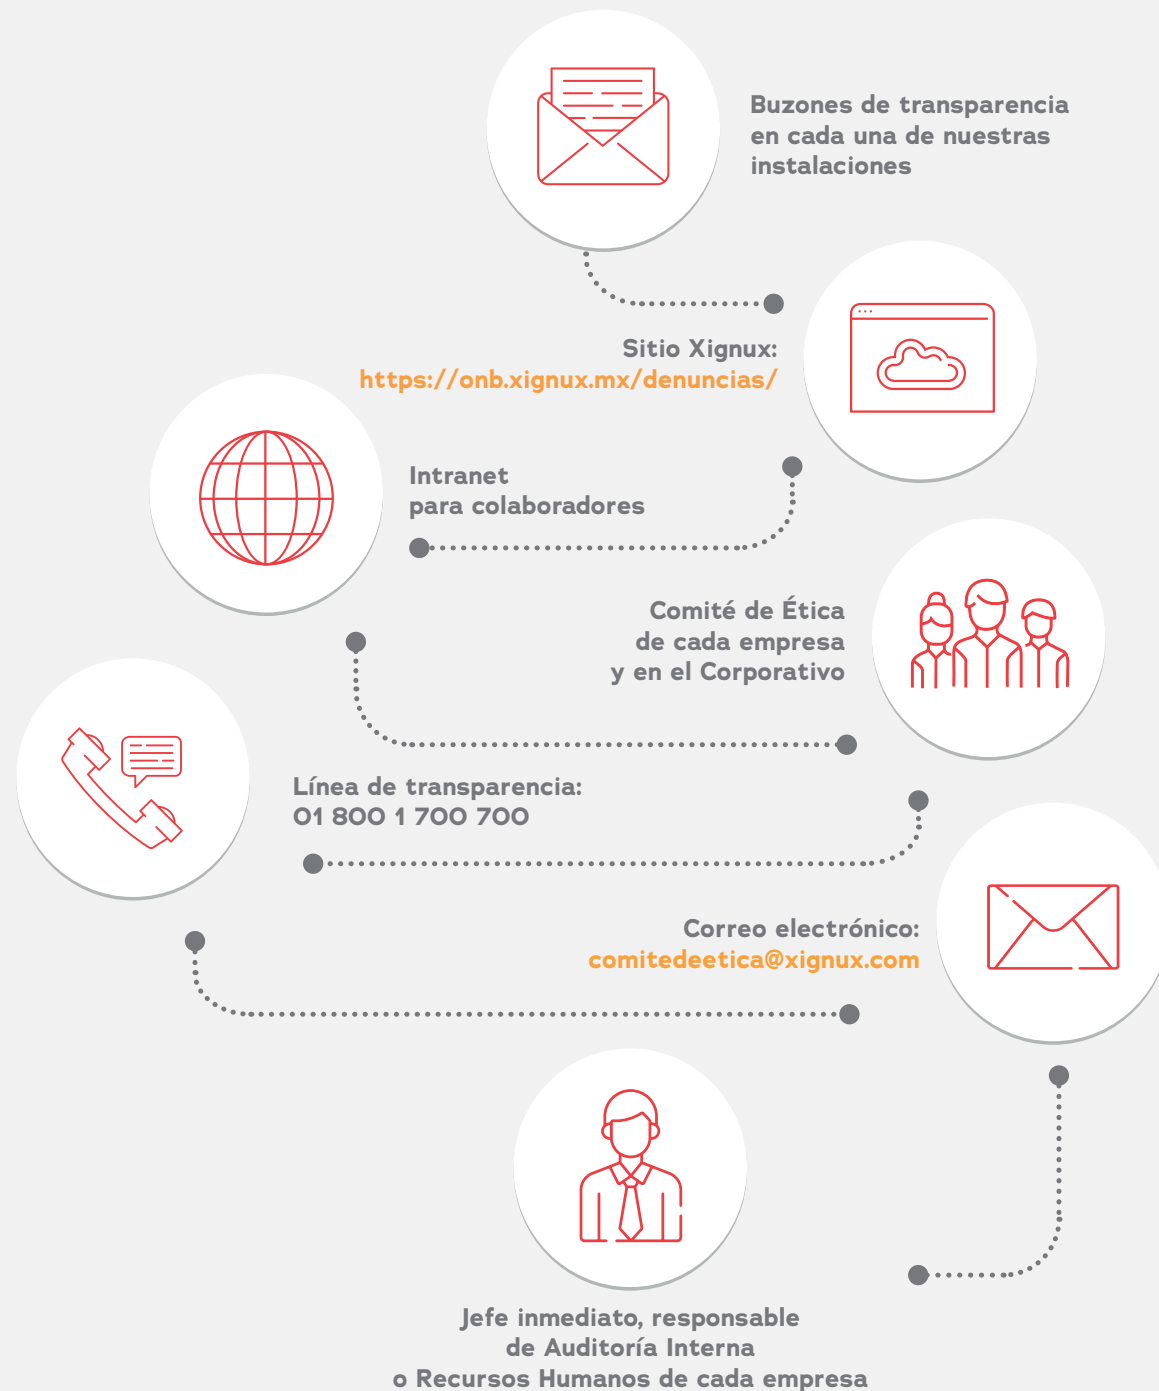 Buzones de transparencia
en cada una de nuestras
instalaciones
Sitio Xignux:
https://onb.xignux.mx/denuncias/
Intranet
para colaboradores
Comité de Ética
de cada empresa
y en el Corporativo
Línea de transparencia:
01 800 1 700 700
Correo electrónico:
comitedeetica@xignux.com
Jefe inmediato, responsable
de Auditoría Interna
o Recursos Humanos de cada empresa